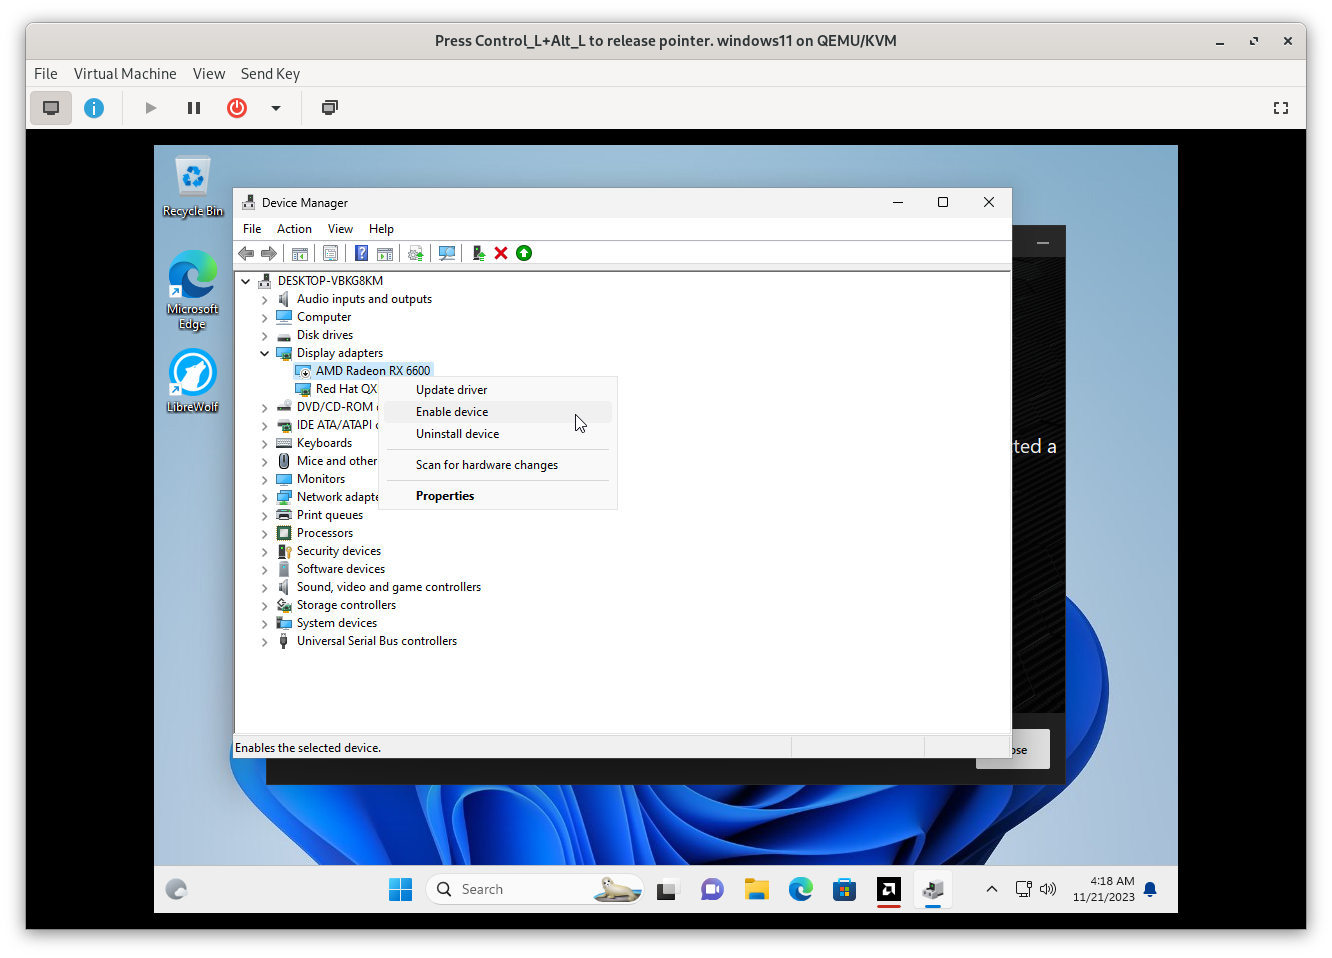 Press Control_L+Alt_L to release pointer. windows11 on QEMU/KVM
File Virtual Machine View Send Key
Recycle Bin
Microsoft Edge
LibreWolf
Device Manager
File Action View Help
DESKTOP-VBKG8KM
Audio inputs and outputs
Computer
Disk drives
Display adapters
AMD Radeon RX 6600
Red Hat QX
DVD/CD-ROM
IDE ATA/ATAPI
Keyboards
Mice and other
Monitors
Network adapte
Print queues
Processors
Security devices
Software devices
Sound, video and game controllers
Storage controllers
System devices
Universal Serial Bus controllers
Update driver
Enable device
Uninstall device
Scan for hardware changes
Properties
Enables the selected device.
ted a
ose
Search
4:18 AM
11/21/2023